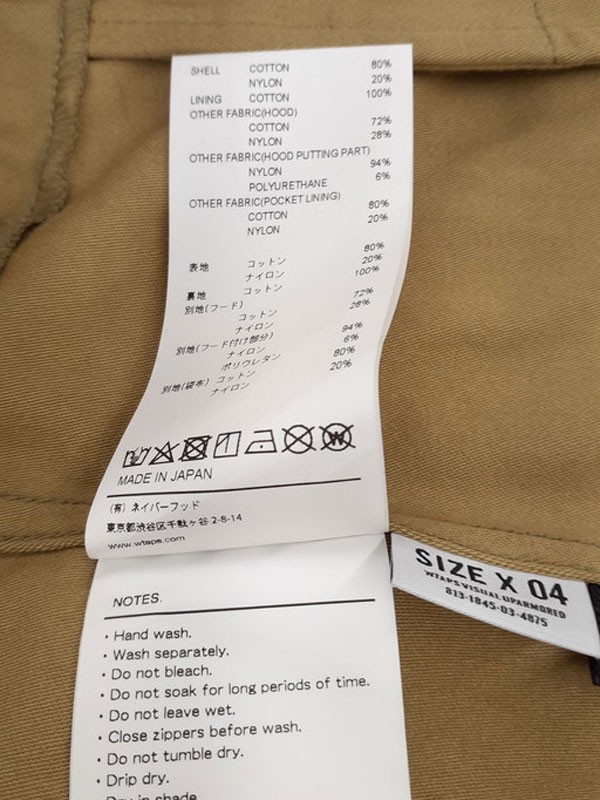 SHELL COTTON 80%
NYLON 20%
LINING COTTON 100%
OTHER FABRIC(HOOD)
COTTON 72%
NYLON 28%
OTHER FABRIC(HOOD PUTTING PART)
NYLON 94%
POLYURETHANE 6%
OTHER FABRIC(POCKET LINING)
COTTON 80%
NYLON 20%
表地 コットン 80%
ナイロン 20%
裏地 コットン 100%
別地(フード)
コットン 72%
ナイロン 28%
別地(フード付け部分)
ナイロン 94%
ポリウレタン 6%
別地(袋布) コットン 80%
ナイロン 20%
MADE IN JAPAN
(有) ネイバーフッド
東京都渋谷区千駄ヶ谷 2-8-14
www.wtaps.com
SIZE X 04
WTAPS VISUAL UPARMORED
813-1845-03-4875
NOTES.
・Hand wash.
・Wash separately.
・Do not bleach.
・Do not soak for long periods of time.
・Do not leave wet.
・Close zippers before wash.
・Do not tumble dry.
・Drip dry.
・Dry in shade